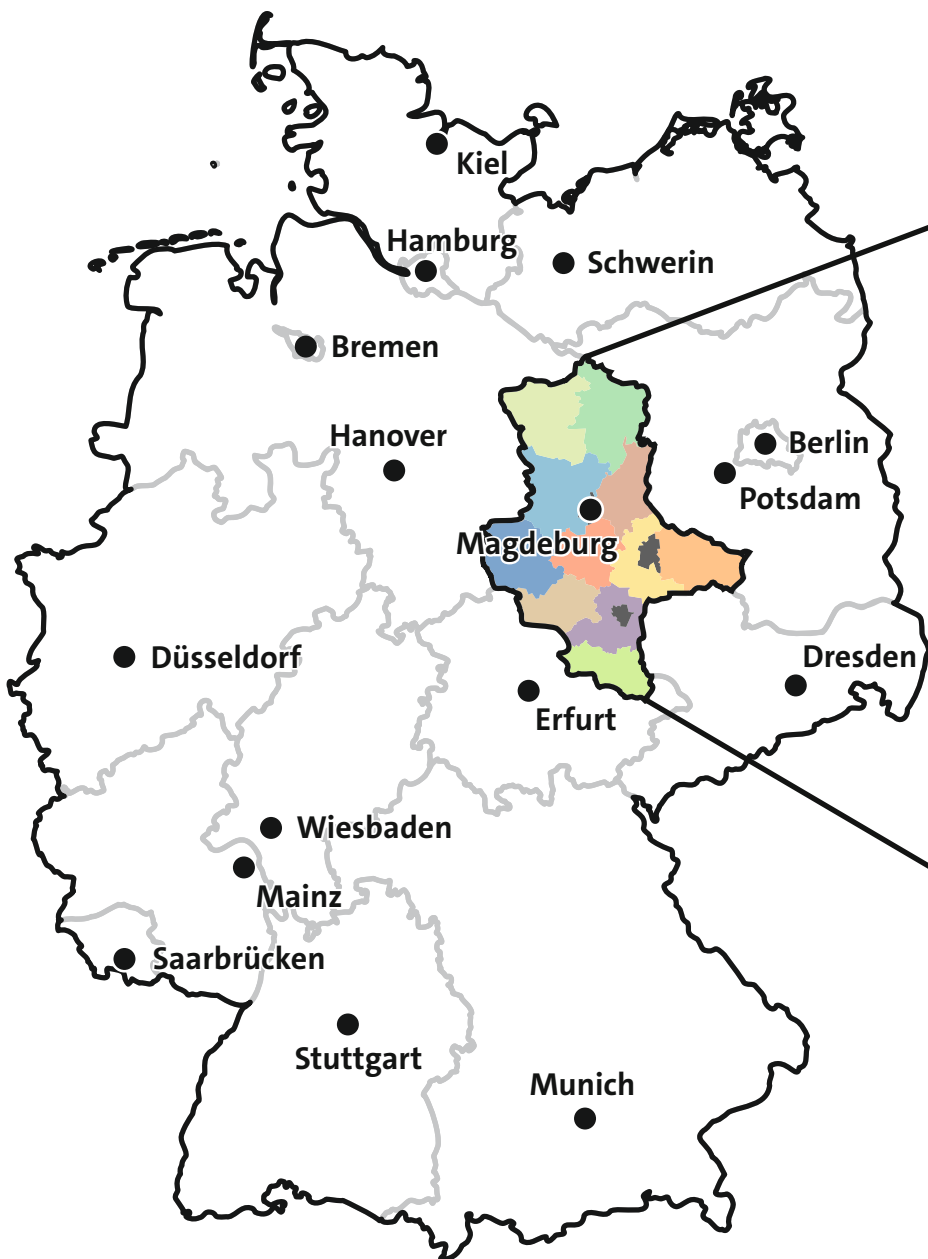 Kiel
Hamburg
Schwerin
Bremen
Hanover
Berlin
Potsdam
Magdeburg
Düsseldorf
Dresden
Erfurt
Wiesbaden
Mainz
Saarbrücken
Stuttgart
Munich